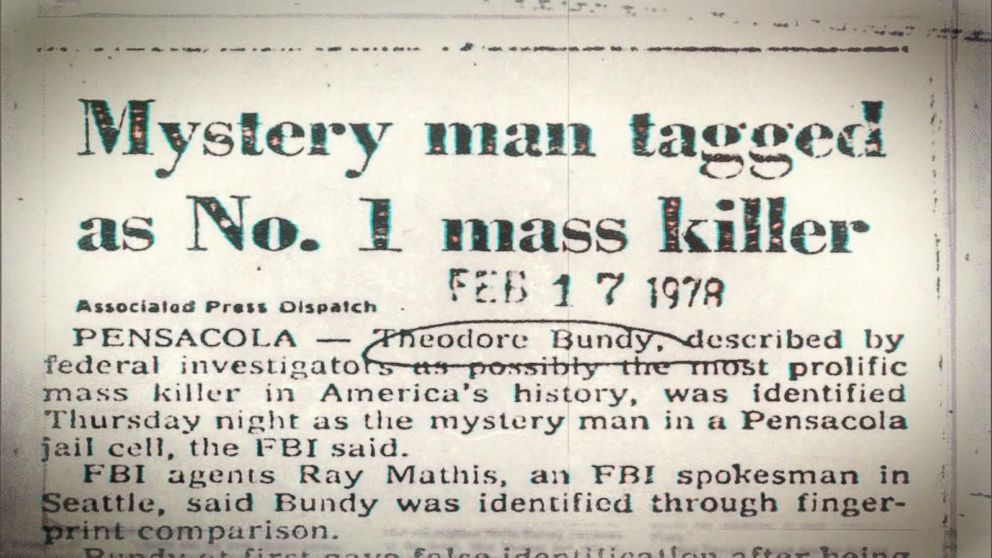 Mystery man tagged
as No. 1 mass killer
FEB 17 1978
Associated Press Dispatch
PENSACOLA — Theodore Bundy, described by
federal investigators as possibly the most prolific
mass killer in America's history, was identified
Thursday night as the mystery man in a Pensacola
jail cell, the FBI said.
FBI agents Ray Mathis, an FBI spokesman in
Seattle, said Bundy was identified through finger-
print comparison.
Bundy at first gave false identification after being